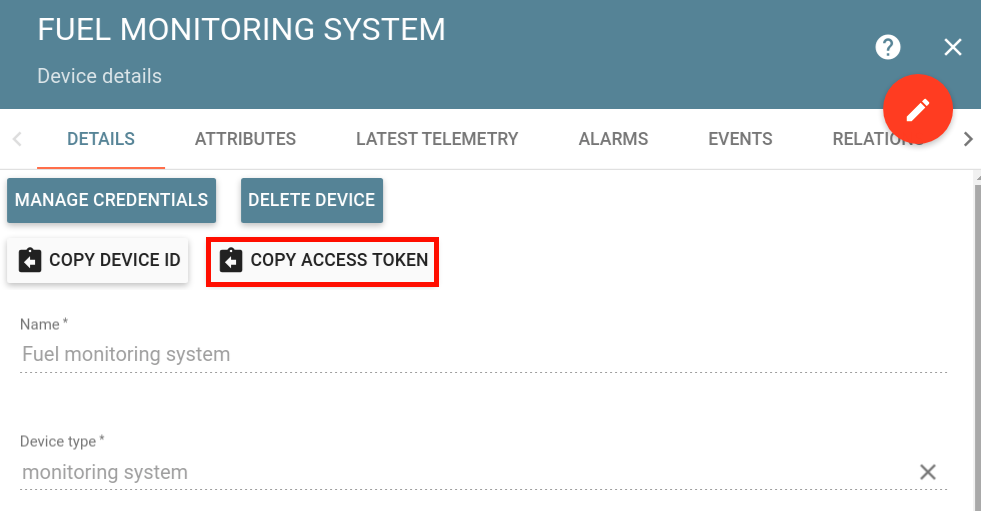 FUEL MONITORING SYSTEM
Device details
DETAILS ATTRIBUTES LATEST TELEMETRY ALARMS EVENTS RELATIONS
MANAGE CREDENTIALS DELETE DEVICE
COPY DEVICE ID COPY ACCESS TOKEN
Name *
Fuel monitoring system
Device type *
monitoring system